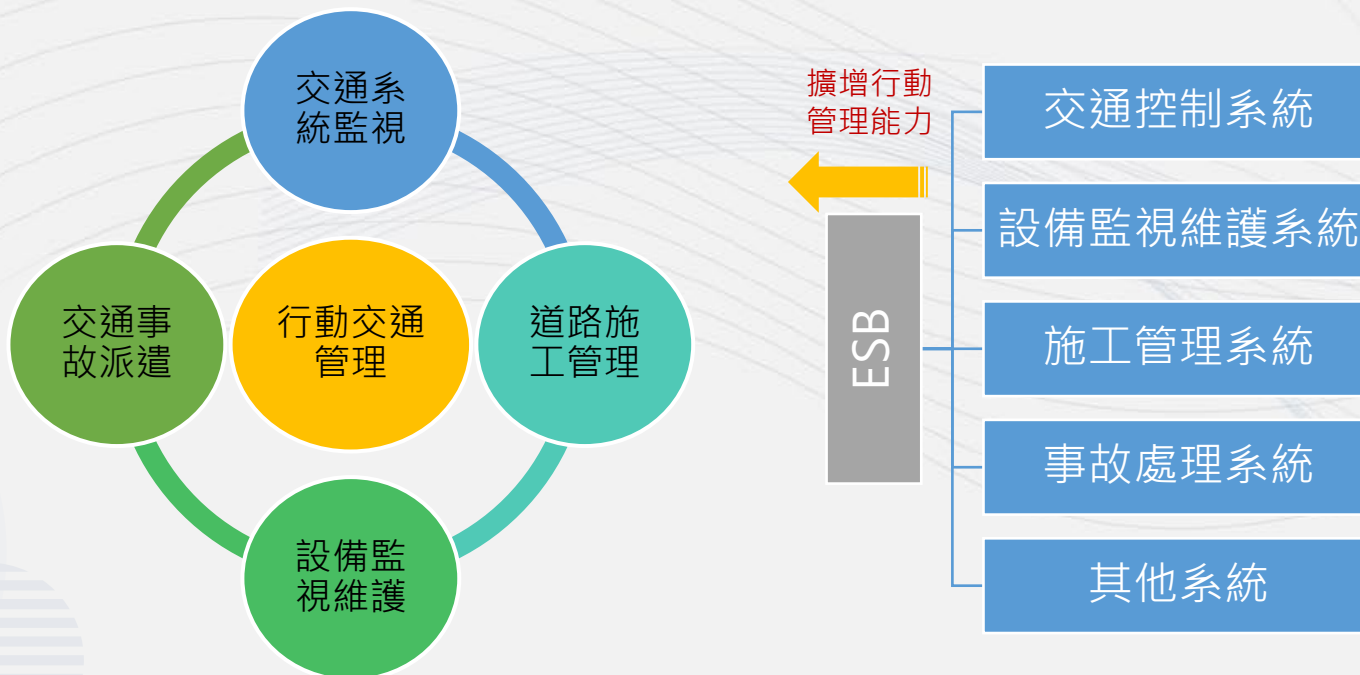 交通系
統監視
交通事
故派遣
行動交通
管理
道路施
工管理
設備監
視維護
擴增行動
管理能力
ESB
交通控制系統
設備監視維護系統
施工管理系統
事故處理系統
其他系統